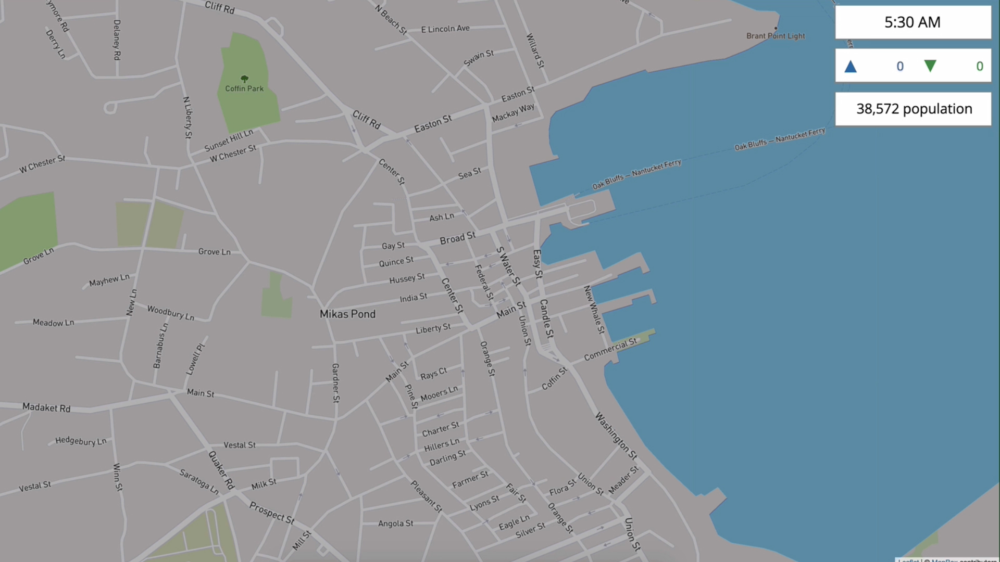 Cliff Rd
N Beach St
E Lincoln Ave
Willard St
Delaney Rd
Derry Ln
Swain St
Brant Point Light
5:30 AM
0
0
38,572 population
Coffin Park
Easton St
Mackay Way
N Liberty St
Cliff Rd
Easton St
Sunset Hill Ln
W Chester St
W Chester St
Center St
Sea St
Oak Bluffs — Nantucket Ferry
Oak Bluffs — Nantucket Ferry
Ash Ln
Broad St
Gay St
Quince St
Hussey St
India St
Grove Ln
Grove Ln
Mayhew Ln
New Ln
Woodbury Ln
Meadow Ln
Barnabus Ln
Lowell Pl
Mikas Pond
Center St
Federal St
S Water St
Easy St
Main St
Candle St
New Whale St
Union St
Liberty St
Commercial St
Orange St
Coffin St
Main St
Rays Ct
Gardner St
Pine St
Mooers Ln
Main St
Madaket Rd
Hedgebury Ln
Vestal St
Charter St
Hillers Ln
Darling St
Washington St
Quaker Rd
Winn St
Saratoga Ln
Vestal St
Milk St
Farmer St
Fair St
Flora St
Union St
Meader St
Pleasant St
Lyons St
Prospect St
Angola St
Eagle Ln
Silver St
Orange St
Union St
Mill St
Leaflet | © MapBox contributors